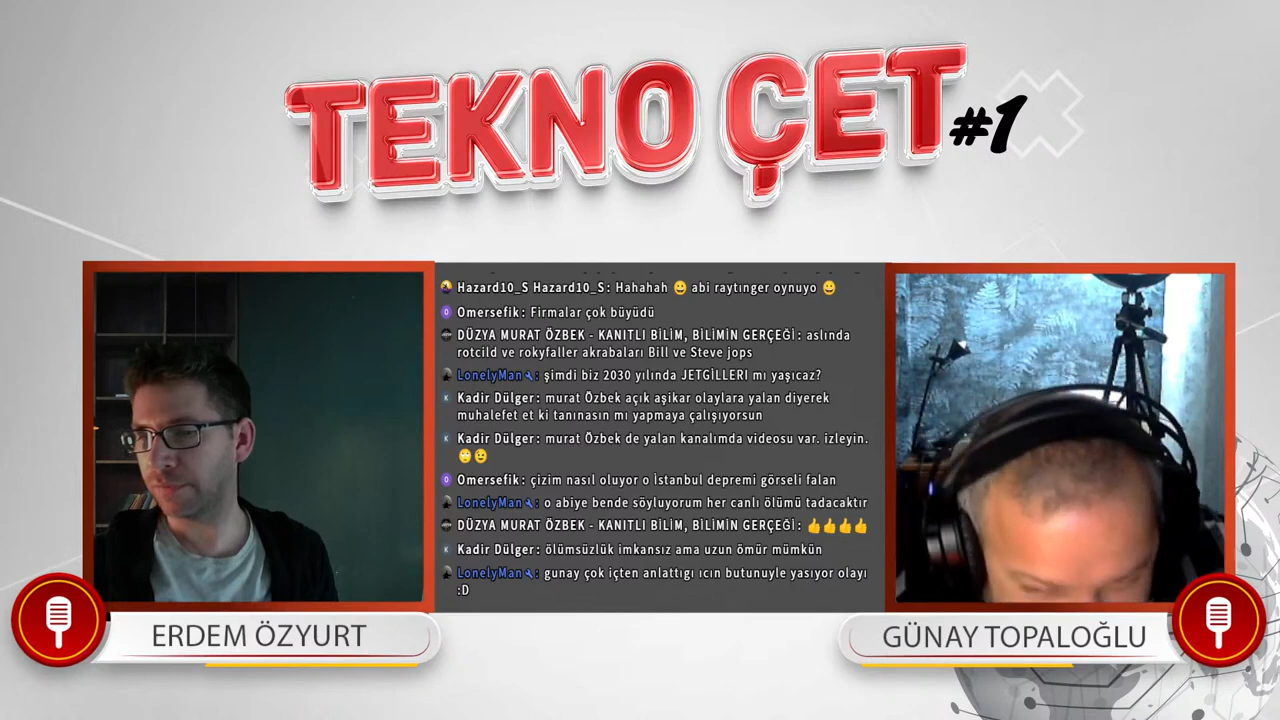 TEKNO ÇET
#1
Hazard10_S Hazard10_S: Hahahah 😀 abi raytınger oynuyo 😀
Omersefik: Firmalar çok büyüdü
DÜZYA MURAT ÖZBEK - KANITLI BİLİM, BİLİMİN GERÇEĞİ: aslında
rotcild ve rokyfaller akrabaları Bill ve Steve jops
LonelyMan🔧: şimdi biz 2030 yılında JETGİLLERI mı yaşıcaz?
Kadir Dülger: murat Özbek açık aşikar olaylara yalan diyerek
muhalefet et ki tanınasın mı yapmaya çalışıyorsun
Kadir Dülger: murat Özbek de yalan kanalımda videosu var. izleyin.
🙄😉
Omersefik: çizim nasıl oluyor o İstanbul depremi görseli falan
LonelyMan🔧: o abiye bende söyluyorum her canlı ölümü tadacaktır
DÜZYA MURAT ÖZBEK - KANITLI BİLİM, BİLİMİN GERÇEĞİ: 👍👍👍👍
Kadir Dülger: ölümsüzlük imkansız ama uzun ömür mümkün
LonelyMan🔧: gunay çok içten anlattıgı ıcın butunuyle yasıyor olayı
:D
ERDEM ÖZYURT
GÜNAY TOPALOĞLU